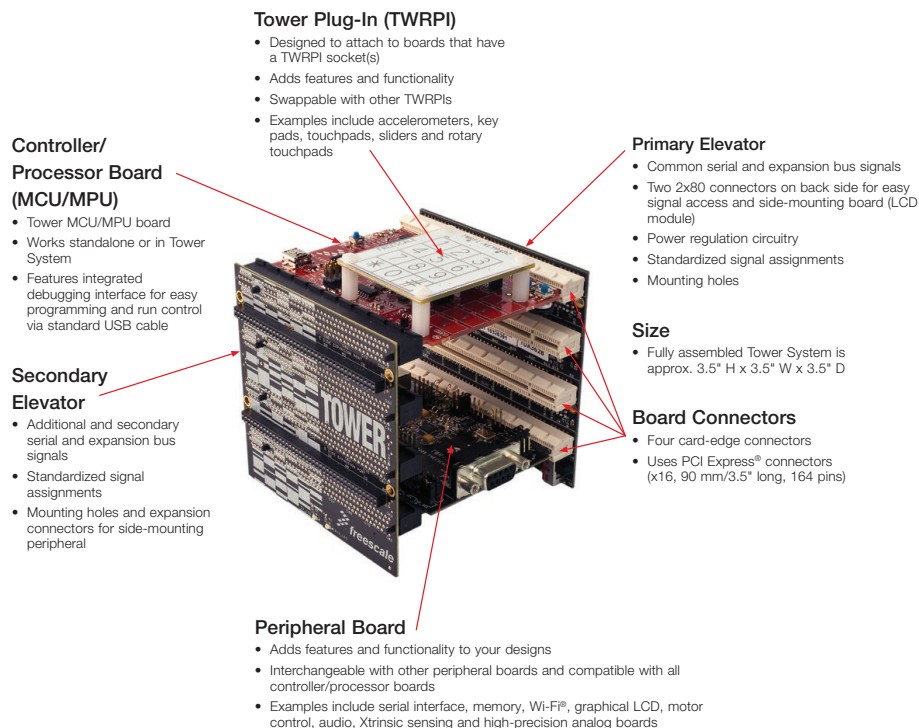 Tower Plug-In (TWRPI)
• Designed to attach to boards that have
a TWRPI socket(s)
• Adds features and functionality
• Swappable with other TWRPIs
• Examples include accelerometers, key
pads, touchpads, sliders and rotary
touchpads
Controller/
Processor Board
(MCU/MPU)
• Tower MCU/MPU board
• Works standalone or in Tower
System
• Features integrated
debugging interface for easy
programming and run control
via standard USB cable
Secondary
Elevator
• Additional and secondary
serial and expansion bus
signals
• Standardized signal
assignments
• Mounting holes and expansion
connectors for side-mounting
peripheral
Primary Elevator
• Common serial and expansion bus signals
• Two 2x80 connectors on back side for easy
signal access and side-mounting board (LCD
module)
• Power regulation circuitry
• Standardized signal assignments
• Mounting holes
Size
• Fully assembled Tower System is
approx. 3.5" H x 3.5" W x 3.5" D
Board Connectors
• Four card-edge connectors
• Uses PCI Express® connectors
(x16, 90 mm/3.5" long, 164 pins)
TOWER
freescale
Peripheral Board
• Adds features and functionality to your designs
• Interchangeable with other peripheral boards and compatible with all
controller/processor boards
• Examples include serial interface, memory, Wi-Fi®, graphical LCD, motor
control, audio, Xtrinsic sensing and high-precision analog boards